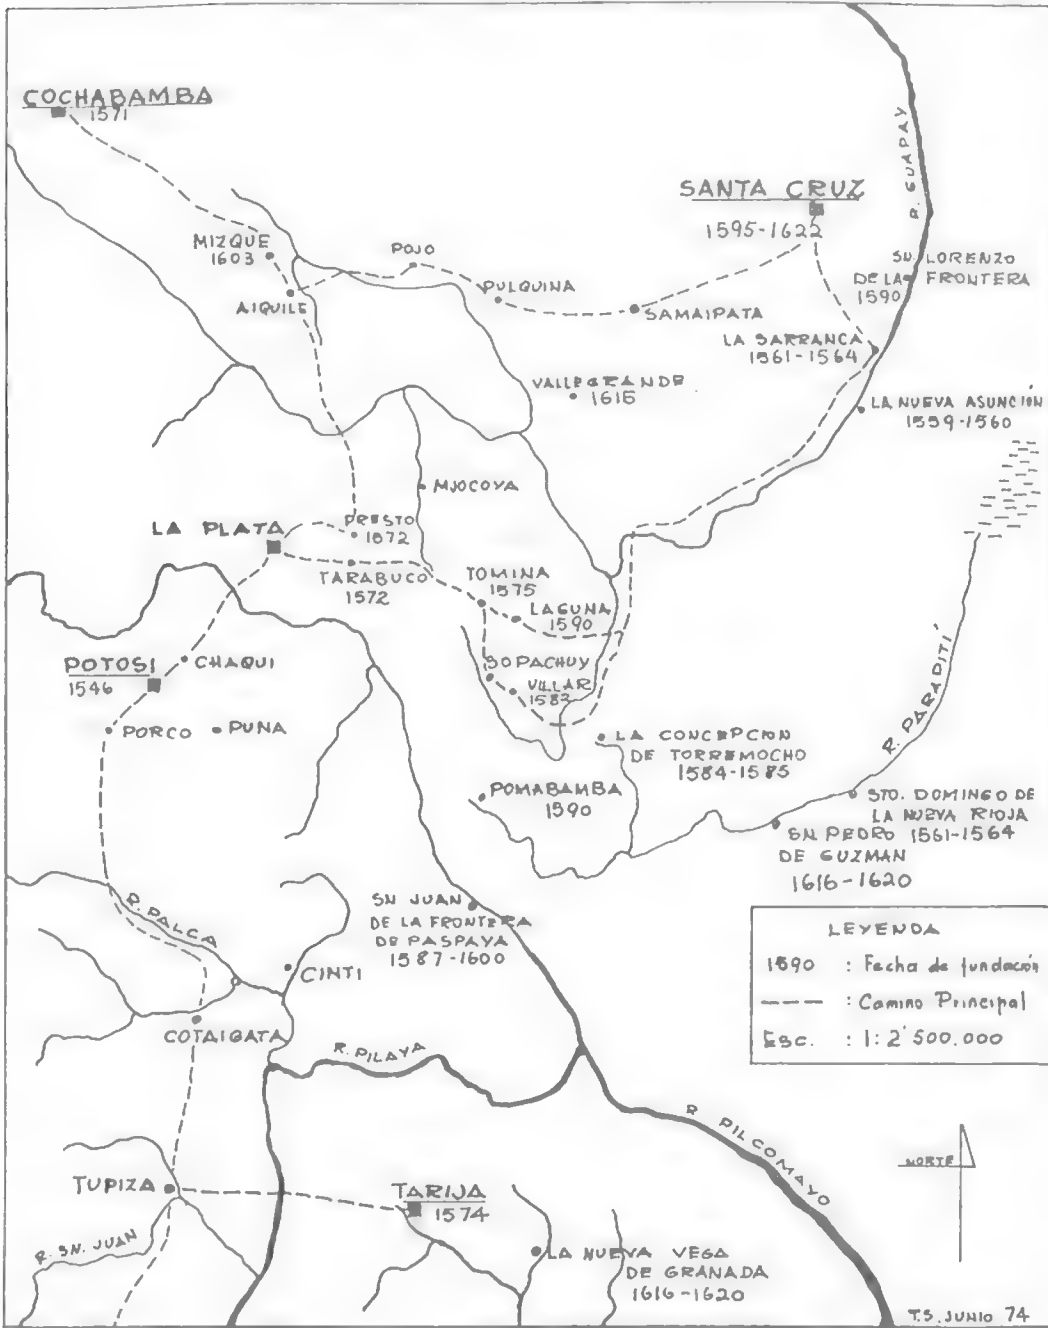 COCHABAMBA
1571
R. GUAPAY
SANTA CRUZ
1595-1622
MIZQUE
1603
POJO
SN. LORENZO
DE LA FRONTERA
1590
AIQUILE
PULQUINA
SAMAIPATA
LA BARRANCA
1561-1564
VALLEGRANDE
1615
LA NUEVA ASUNCIÓN
1559-1560
MJOCOYA
LA PLATA
PRESTO
1572
TARABUCO
1572
TOMINA
1575
LAGUNA
1590
SOPACHUY
VILLAR
1582
POTOSI
1546
CHAQUI
PORCO
PUNA
R. PARAPITÍ
LA CONCEPCION
DE TORREMOCHO
1584-1585
POMABAMBA
1590
STO. DOMINGO DE
LA NUEVA RIOJA
1561-1564
SN. PEDRO
DE GUZMAN
1616-1620
R. PALCA
SN JUAN
DE LA FRONTERA
DE PASPAYA
1587-1600
CINTI
COTAIGATA
LEYENDA
1590 : Fecha de fundación
----- : Camino Principal
Esc. : 1: 2'500.000
R. PILAYA
R. PILCOMAYO
NORTE
TUPIZA
TARIJA
1574
R. SN. JUAN
LA NUEVA VEGA
DE GRANADA
1616-1620
T.S. JUNIO 74